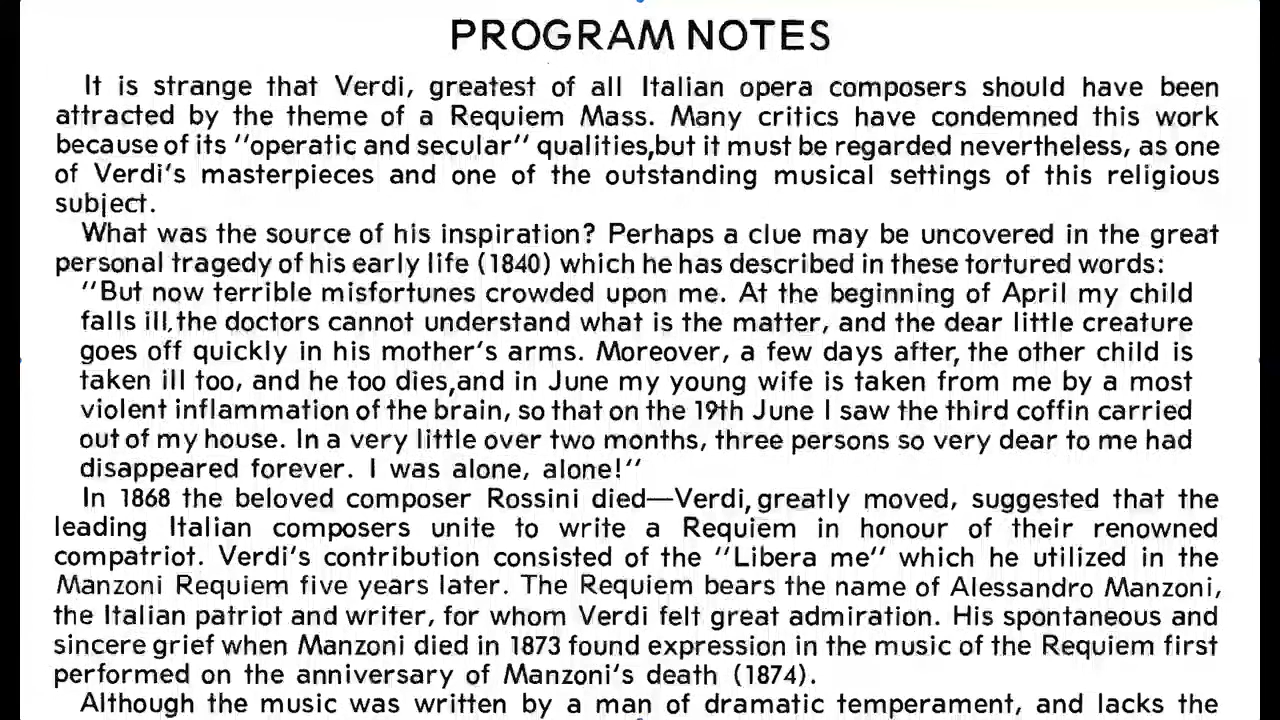 PROGRAM NOTES
It is strange that Verdi, greatest of all Italian opera composers should have been
attracted by the theme of a Requiem Mass. Many critics have condemned this work
because of its "operatic and secular" qualities,but it must be regarded nevertheless, as one
of Verdi's masterpieces and one of the outstanding musical settings of this religious
subject.
What was the source of his inspiration? Perhaps a clue may be uncovered in the great
personal tragedy of his early life (1840) which he has described in these tortured words:
"But now terrible misfortunes crowded upon me. At the beginning of April my child
falls ill, the doctors cannot understand what is the matter, and the dear little creature
goes off quickly in his mother's arms. Moreover, a few days after, the other child is
taken ill too, and he too dies,and in June my young wife is taken from me by a most
violent inflammation of the brain, so that on the 19th June I saw the third coffin carried
out of my house. In a very little over two months, three persons so very dear to me had
disappeared forever. I was alone, alone!"
In 1868 the beloved composer Rossini died—Verdi, greatly moved, suggested that the
leading Italian composers unite to write a Requiem in honour of their renowned
compatriot. Verdi's contribution consisted of the "Libera me" which he utilized in the
Manzoni Requiem five years later. The Requiem bears the name of Alessandro Manzoni,
the Italian patriot and writer, for whom Verdi felt great admiration. His spontaneous and
sincere grief when Manzoni died in 1873 found expression in the music of the Requiem first
performed on the anniversary of Manzoni's death (1874).
Although the music was written by a man of dramatic temperament, and lacks the